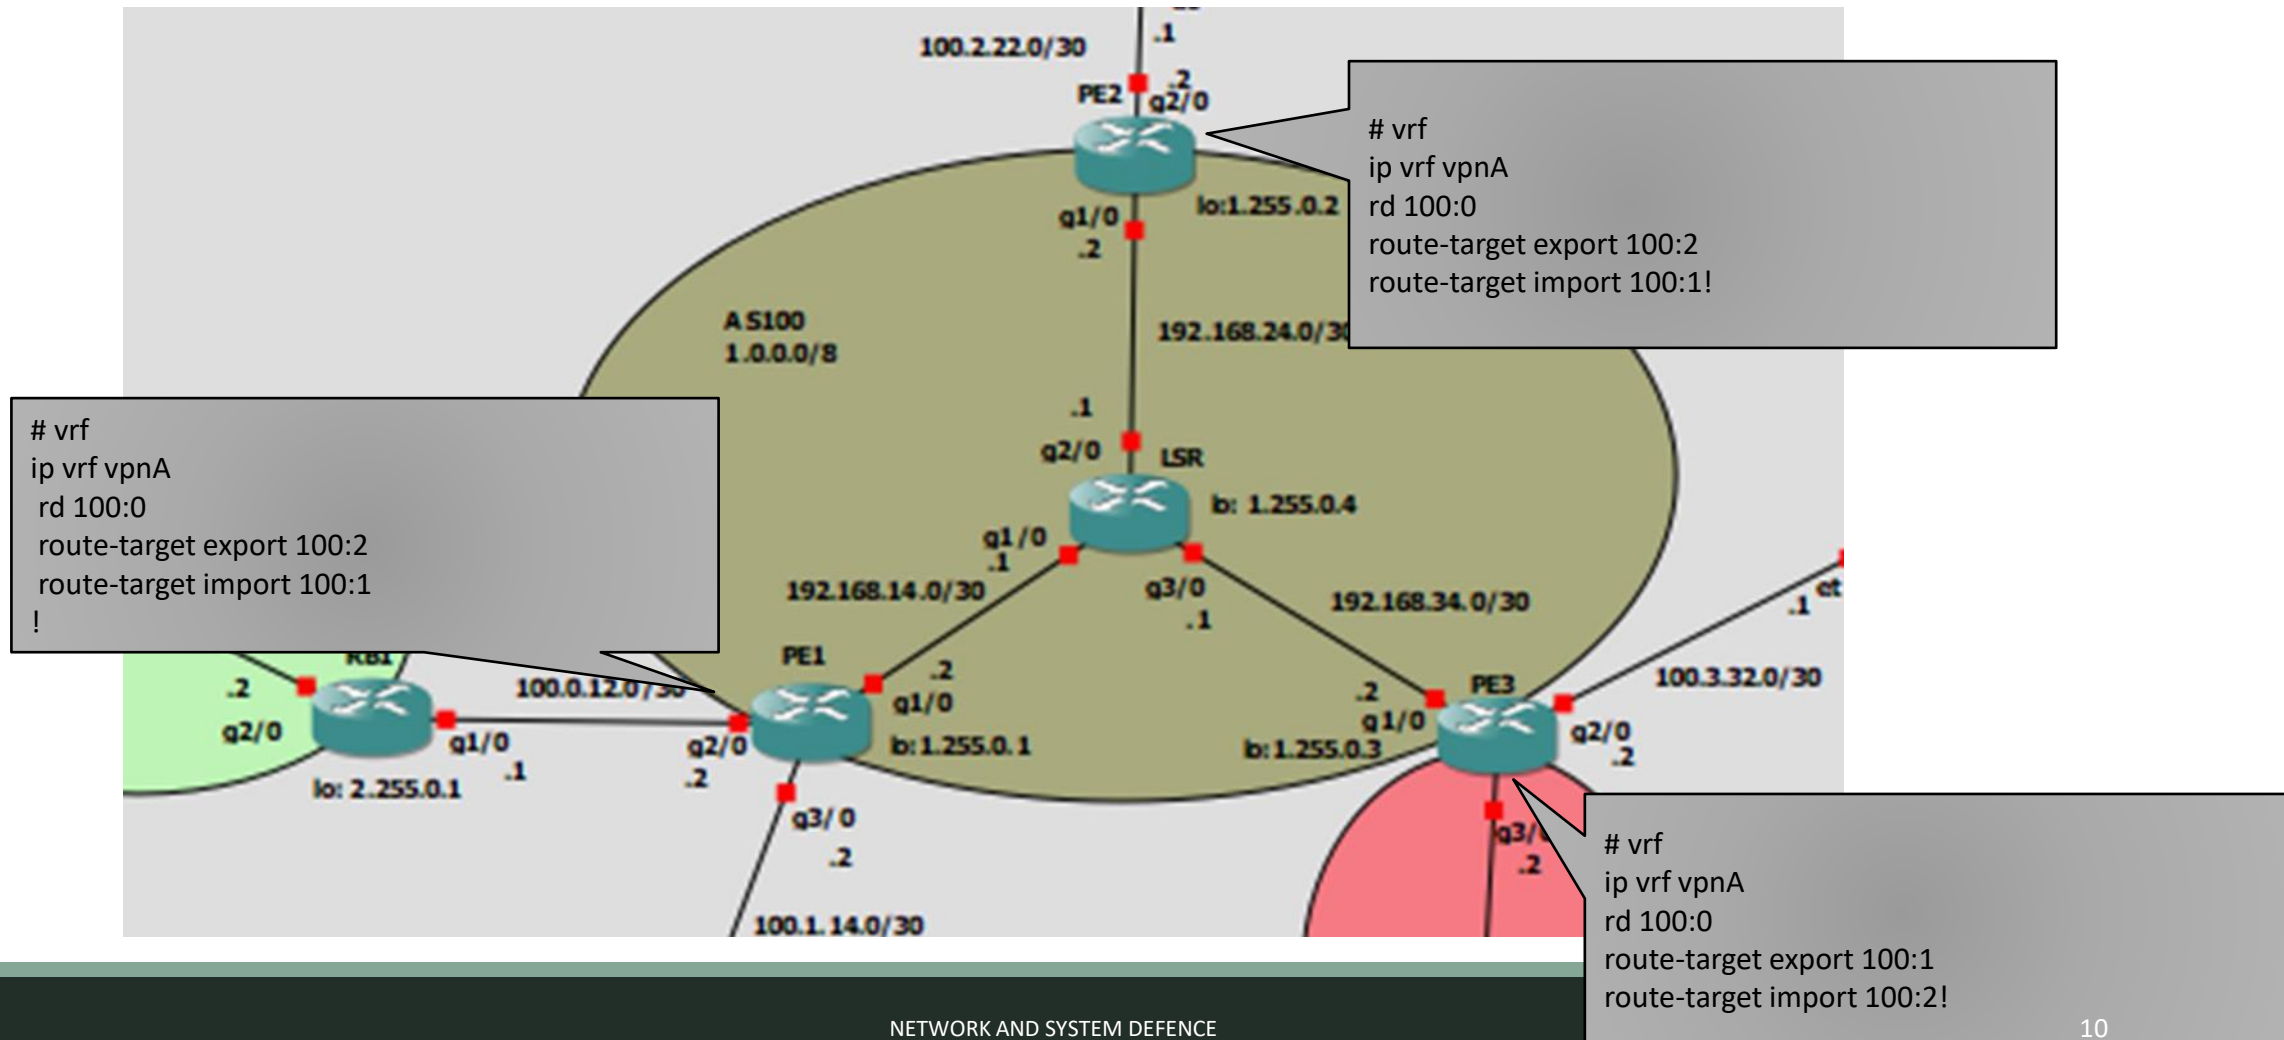 100.2.22.0/30
.1
.2
PE2
g2/0
# vrf
ip vrf vpnA
rd 100:0
route-target export 100:2
route-target import 100:1!
g1/0
.2
lo:1.255.0.2
AS100
1.0.0.0/8
192.168.24.0/30
# vrf
ip vrf vpnA
rd 100:0
route-target export 100:2
route-target import 100:1
!
.1
g2/0
LSR
lo: 1.255.0.4
g1/0
.1
192.168.14.0/30
g3/0
.1
192.168.34.0/30
.1
et
RB1
.2
g2/0
100.0.12.0/30
g1/0
.1
lo: 2.255.0.1
PE1
.2
g1/0
g2/0
.2
lo:1.255.0.1
g3/0
.2
100.1.14.0/30
PE3
.2
g1/0
lo:1.255.0.3
100.3.32.0/30
g2/0
.2
g3/
.2
# vrf
ip vrf vpnA
rd 100:0
route-target export 100:1
route-target import 100:2!
NETWORK AND SYSTEM DEFENCE
10